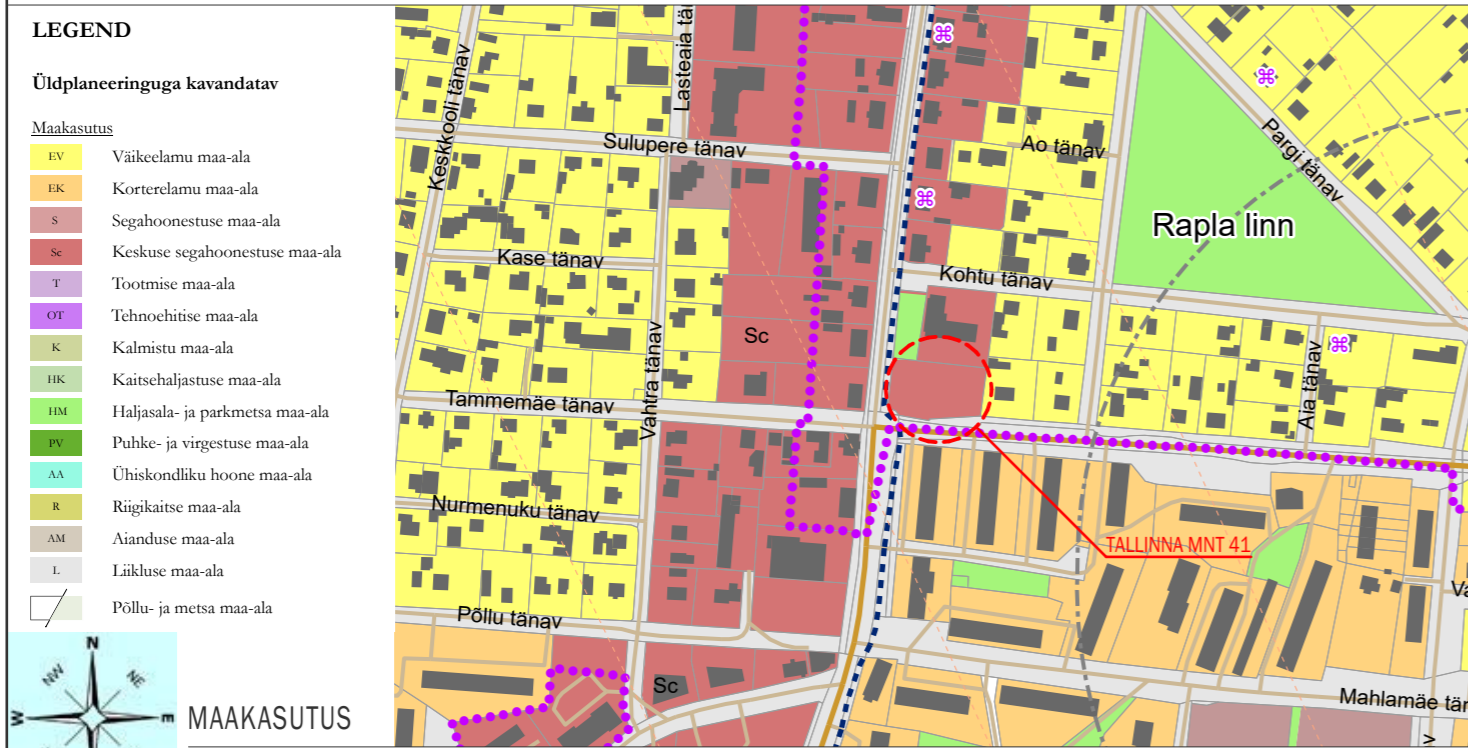 LEGEND
Üldplaneeringuga kavandatav
Maakasutus
EV Väikeelamu maa-ala
EK Korterelamu maa-ala
S Segahoonestuse maa-ala
Sc Keskuse segahoonestuse maa-ala
T Tootmise maa-ala
OT Tehnoehitise maa-ala
K Kalmistu maa-ala
HK Kaitsehaljastuse maa-ala
HM Haljasala- ja parkmetsa maa-ala
PV Puhke- ja virgestuse maa-ala
AA Ühiskondliku hoone maa-ala
R Riigikaitse maa-ala
AM Aianduse maa-ala
L Liikluse maa-ala
Põllu- ja metsa maa-ala
N
NW
NE
W
E
MAAKASUTUS
Keskkooli tänav
Lasteaia tän
Sulupere tänav
Ao tänav
Pargi tänav
Rapla linn
Kase tänav
Kohtu tänav
Sc
Vahtra tänav
Aia tänav
Tammemäe tänav
Nurmenuku tänav
TALLINNA MNT 41
Põllu tänav
Sc
Mahlamäe tän